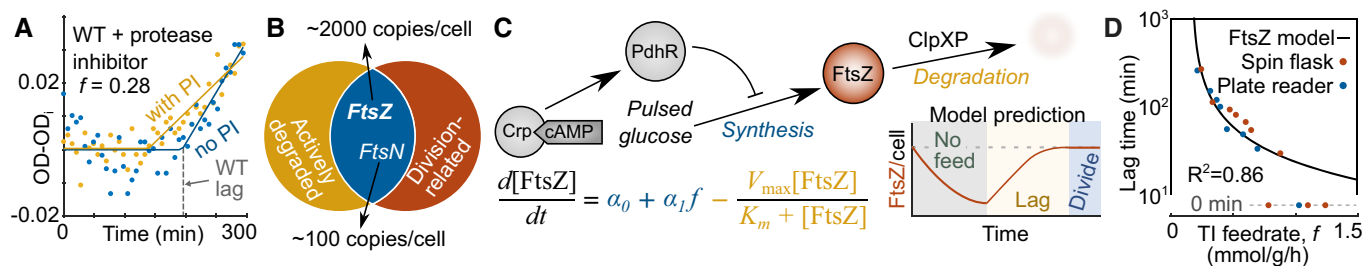 A
WT + protease
inhibitor
f = 0.28
with PI
no PI
WT
lag
OD-ODi
0.02
0
-0.02
0
Time (min)
300
B
~2000 copies/cell
FtsZ
FtsN
Actively
degraded
Division-
related
~100 copies/cell
C
PdhR
Crp
cAMP
Pulsed
glucose
Synthesis
FtsZ
ClpXP
Degradation
d[FtsZ]
dt
= α0 + α1f −
Vmax[FtsZ]
Km + [FtsZ]
Model prediction
FtsZ/cell
No
feed
Lag
Divide
Time
D
10³
10²
10¹
Lag time (min)
FtsZ model
Spin flask
Plate reader
R²=0.86
0 min
0
1.5
TI feedrate, f
(mmol/g/h)